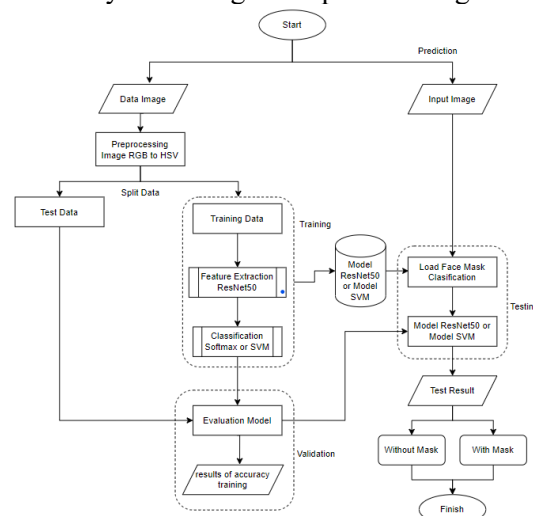 Start
Prediction
Data Image
Input Image
Preprocessing
Image RGB to HSV
Split Data
Test Data
Training Data
Training
Feature Extraction
ResNet50
Model
ResNet50
or Model
SVM
Load Face Mask
Clasification
Classification
Softmax or SVM
Model ResNet50 or
Model SVM
Testin
Evaluation Model
Test Result
Validation
results of accuracy
training
Without Mask
With Mask
Finish